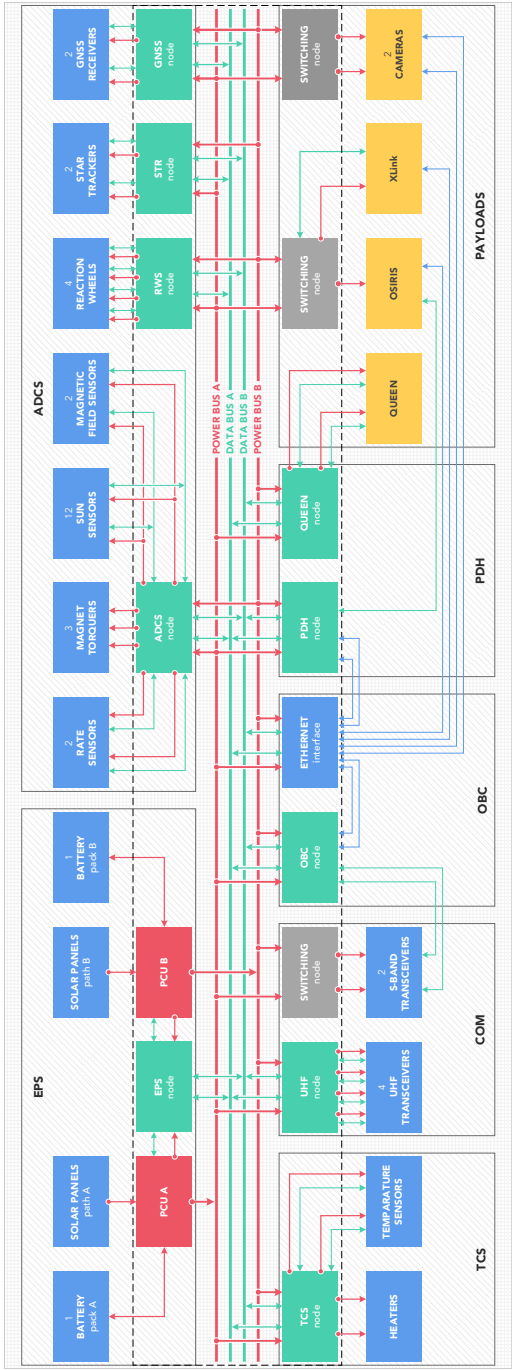 EPS
ADCS
1
BATTERY
pack A
SOLAR PANELS
path A
SOLAR PANELS
path B
1
BATTERY
pack B
2
RATE
SENSORS
3
MAGNET
TORQUERS
12
SUN
SENSORS
2
MAGNETIC
FIELD SENSORS
4
REACTION
WHEELS
2
STAR
TRACKERS
2
GNSS
RECEIVERS
PCU A
EPS
node
PCU B
ADCS
node
RWS
node
STR
node
GNSS
node
POWER BUS A
DATA BUS A
DATA BUS B
POWER BUS B
TCS
node
UHF
node
SWITCHING
node
OBC
node
ETHERNET
interface
PDH
node
QUEEN
node
SWITCHING
node
SWITCHING
node
HEATERS
TEMPARATURE
SENSORS
4
UHF
TRANSCEIVERS
2
S-BAND
TRANSCEIVERS
QUEEN
OSIRIS
XLink
2
CAMERAS
TCS
COM
OBC
PDH
PAYLOADS